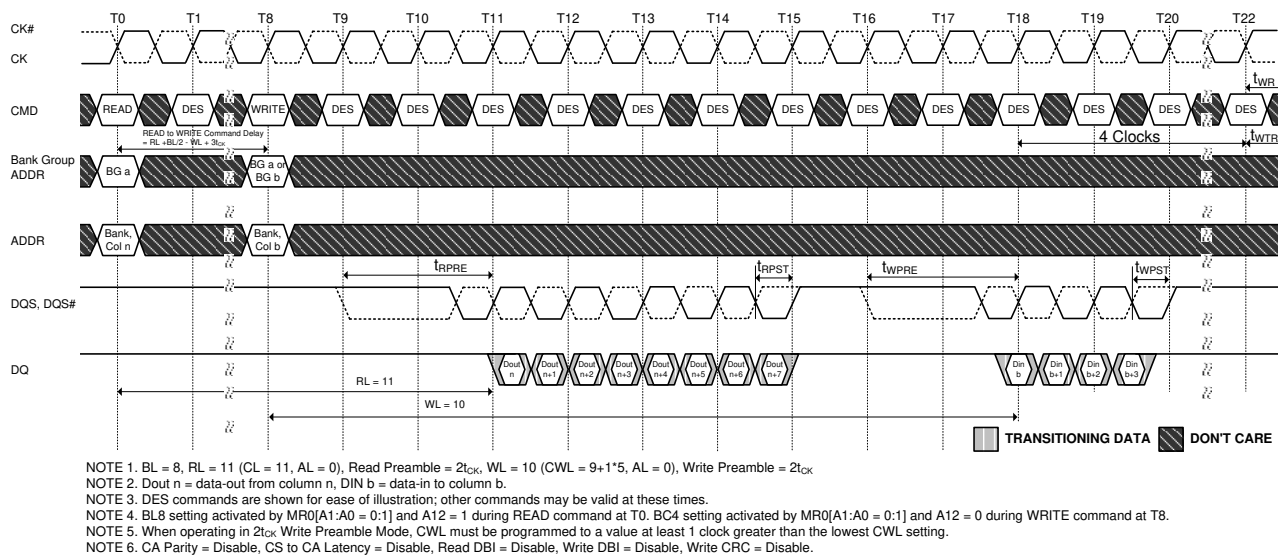 T0 T1 T8 T9 T10 T11 T12 T13 T14 T15 T16 T17 T18 T19 T20 T22
CK#
CK
tWR
CMD READ DES WRITE DES DES DES DES DES DES DES DES DES DES DES DES DES
READ to WRITE Command Delay
= RL +BL/2 - WL + 3tCK
4 Clocks
tWTR
Bank Group
ADDR
BG a
BG a or
BG b
ADDR
Bank,
Col n
Bank,
Col b
tRPRE tRPST tWPRE tWPST
DQS, DQS#
DQ
Dout
n
Dout
n+1
Dout
n+2
Dout
n+3
Dout
n+4
Dout
n+5
Dout
n+6
Dout
n+7
Din
b
Din
b+1
Din
b+2
Din
b+3
RL = 11
WL = 10
TRANSITIONING DATA DON'T CARE
NOTE 1. BL = 8, RL = 11 (CL = 11, AL = 0), Read Preamble = 2tCK, WL = 10 (CWL = 9+1*5, AL = 0), Write Preamble = 2tCK
NOTE 2. Dout n = data-out from column n, DIN b = data-in to column b.
NOTE 3. DES commands are shown for ease of illustration; other commands may be valid at these times.
NOTE 4. BL8 setting activated by MR0[A1:A0 = 0:1] and A12 = 1 during READ command at T0. BC4 setting activated by MR0[A1:A0 = 0:1] and A12 = 0 during WRITE command at T8.
NOTE 5. When operating in 2tCK Write Preamble Mode, CWL must be programmed to a value at least 1 clock greater than the lowest CWL setting.
NOTE 6. CA Parity = Disable, CS to CA Latency = Disable, Read DBI = Disable, Write DBI = Disable, Write CRC = Disable.